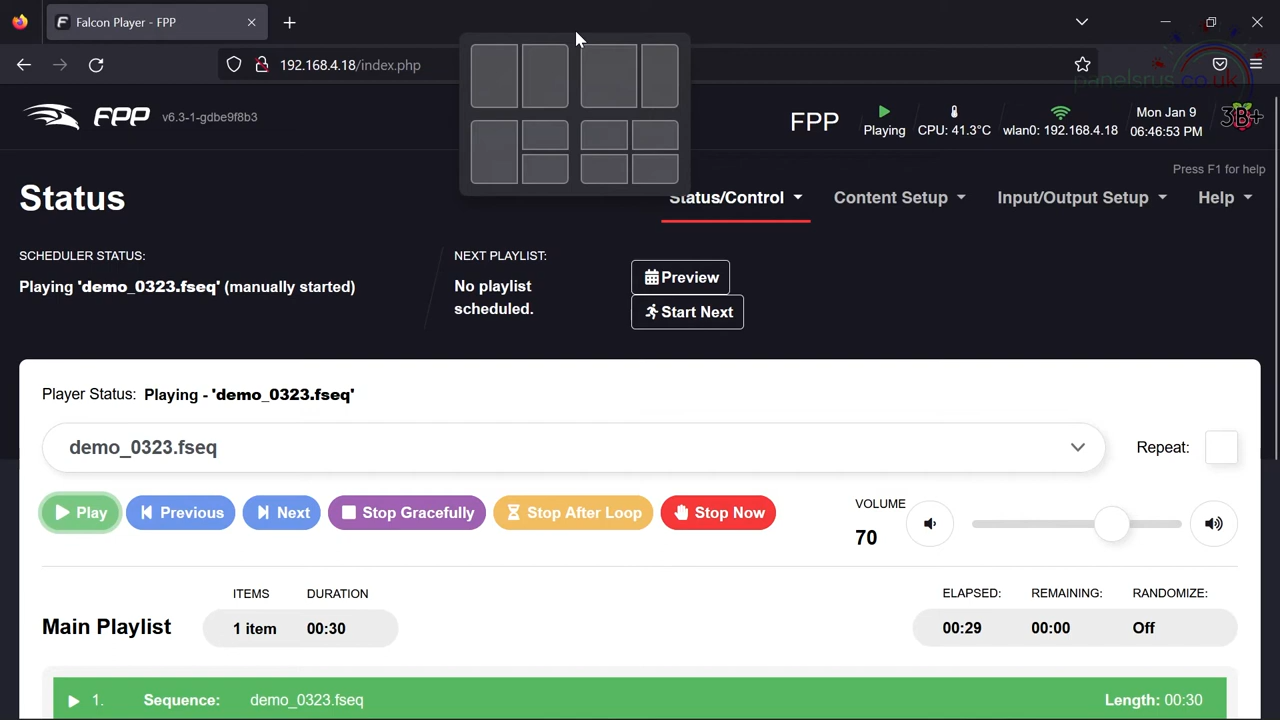 Falcon Player - FPP
192.168.4.18/index.php
panelsrus.co.uk
FPP v6.3-1-gdbe9f8b3
FPP
Playing
CPU: 41.3°C
wlan0: 192.168.4.18
Mon Jan 9
06:46:53 PM
3B+
Press F1 for help
Status
Status/Control
Content Setup
Input/Output Setup
Help
SCHEDULER STATUS:
Playing 'demo_0323.fseq' (manually started)
NEXT PLAYLIST:
No playlist
scheduled.
Preview
Start Next
Player Status: Playing - 'demo_0323.fseq'
demo_0323.fseq
Repeat:
Play
Previous
Next
Stop Gracefully
Stop After Loop
Stop Now
VOLUME
70
Main Playlist
ITEMS
1 item
DURATION
00:30
ELAPSED:
00:29
REMAINING:
00:00
RANDOMIZE:
Off
1. Sequence: demo_0323.fseq Length: 00:30